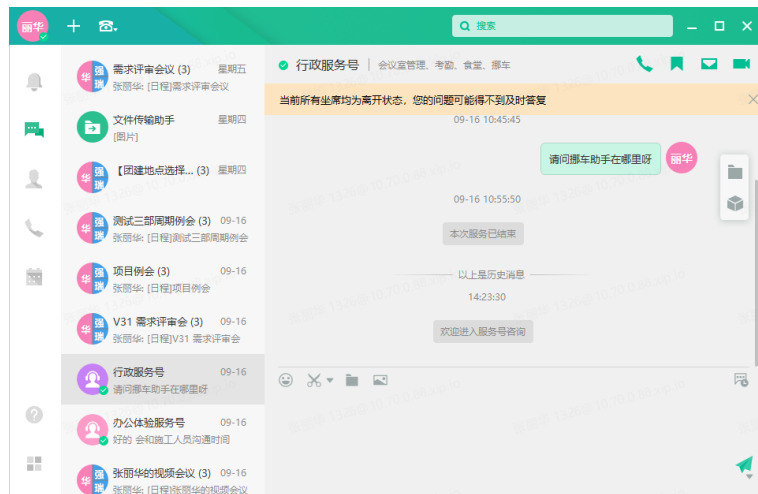 丽华
搜索
华 强 瑞
需求评审会议 (3) 星期五
张丽华: [日程]需求评审会议
文件传输助手 星期四
[图片]
华 强 瑞
【团建地点选择... (3) 星期四
华 强 瑞
测试三部周期例会 (3) 09-16
张丽华: [日程]测试三部周期例会
华 强 瑞
项目例会 (3) 09-16
张丽华: [日程]项目例会
华 强 瑞
V31 需求评审会 (3) 09-16
张丽华: [日程]V31 需求评审会
行政服务号 09-16
请问挪车助手在哪里呀
办公体验服务号 09-16
好的 会和施工人员沟通时间
华 强 瑞
张丽华的视频会议 (3) 09-16
张丽华: [日程]张丽华的视频会议
行政服务号 会议室管理、考勤、食堂、挪车
当前所有坐席均为离开状态，您的问题可能得不到及时答复
09-16 10:45:45
请问挪车助手在哪里呀
丽华
09-16 10:55:50
本次服务已结束
以上是历史消息
14:23:30
欢迎进入服务号咨询